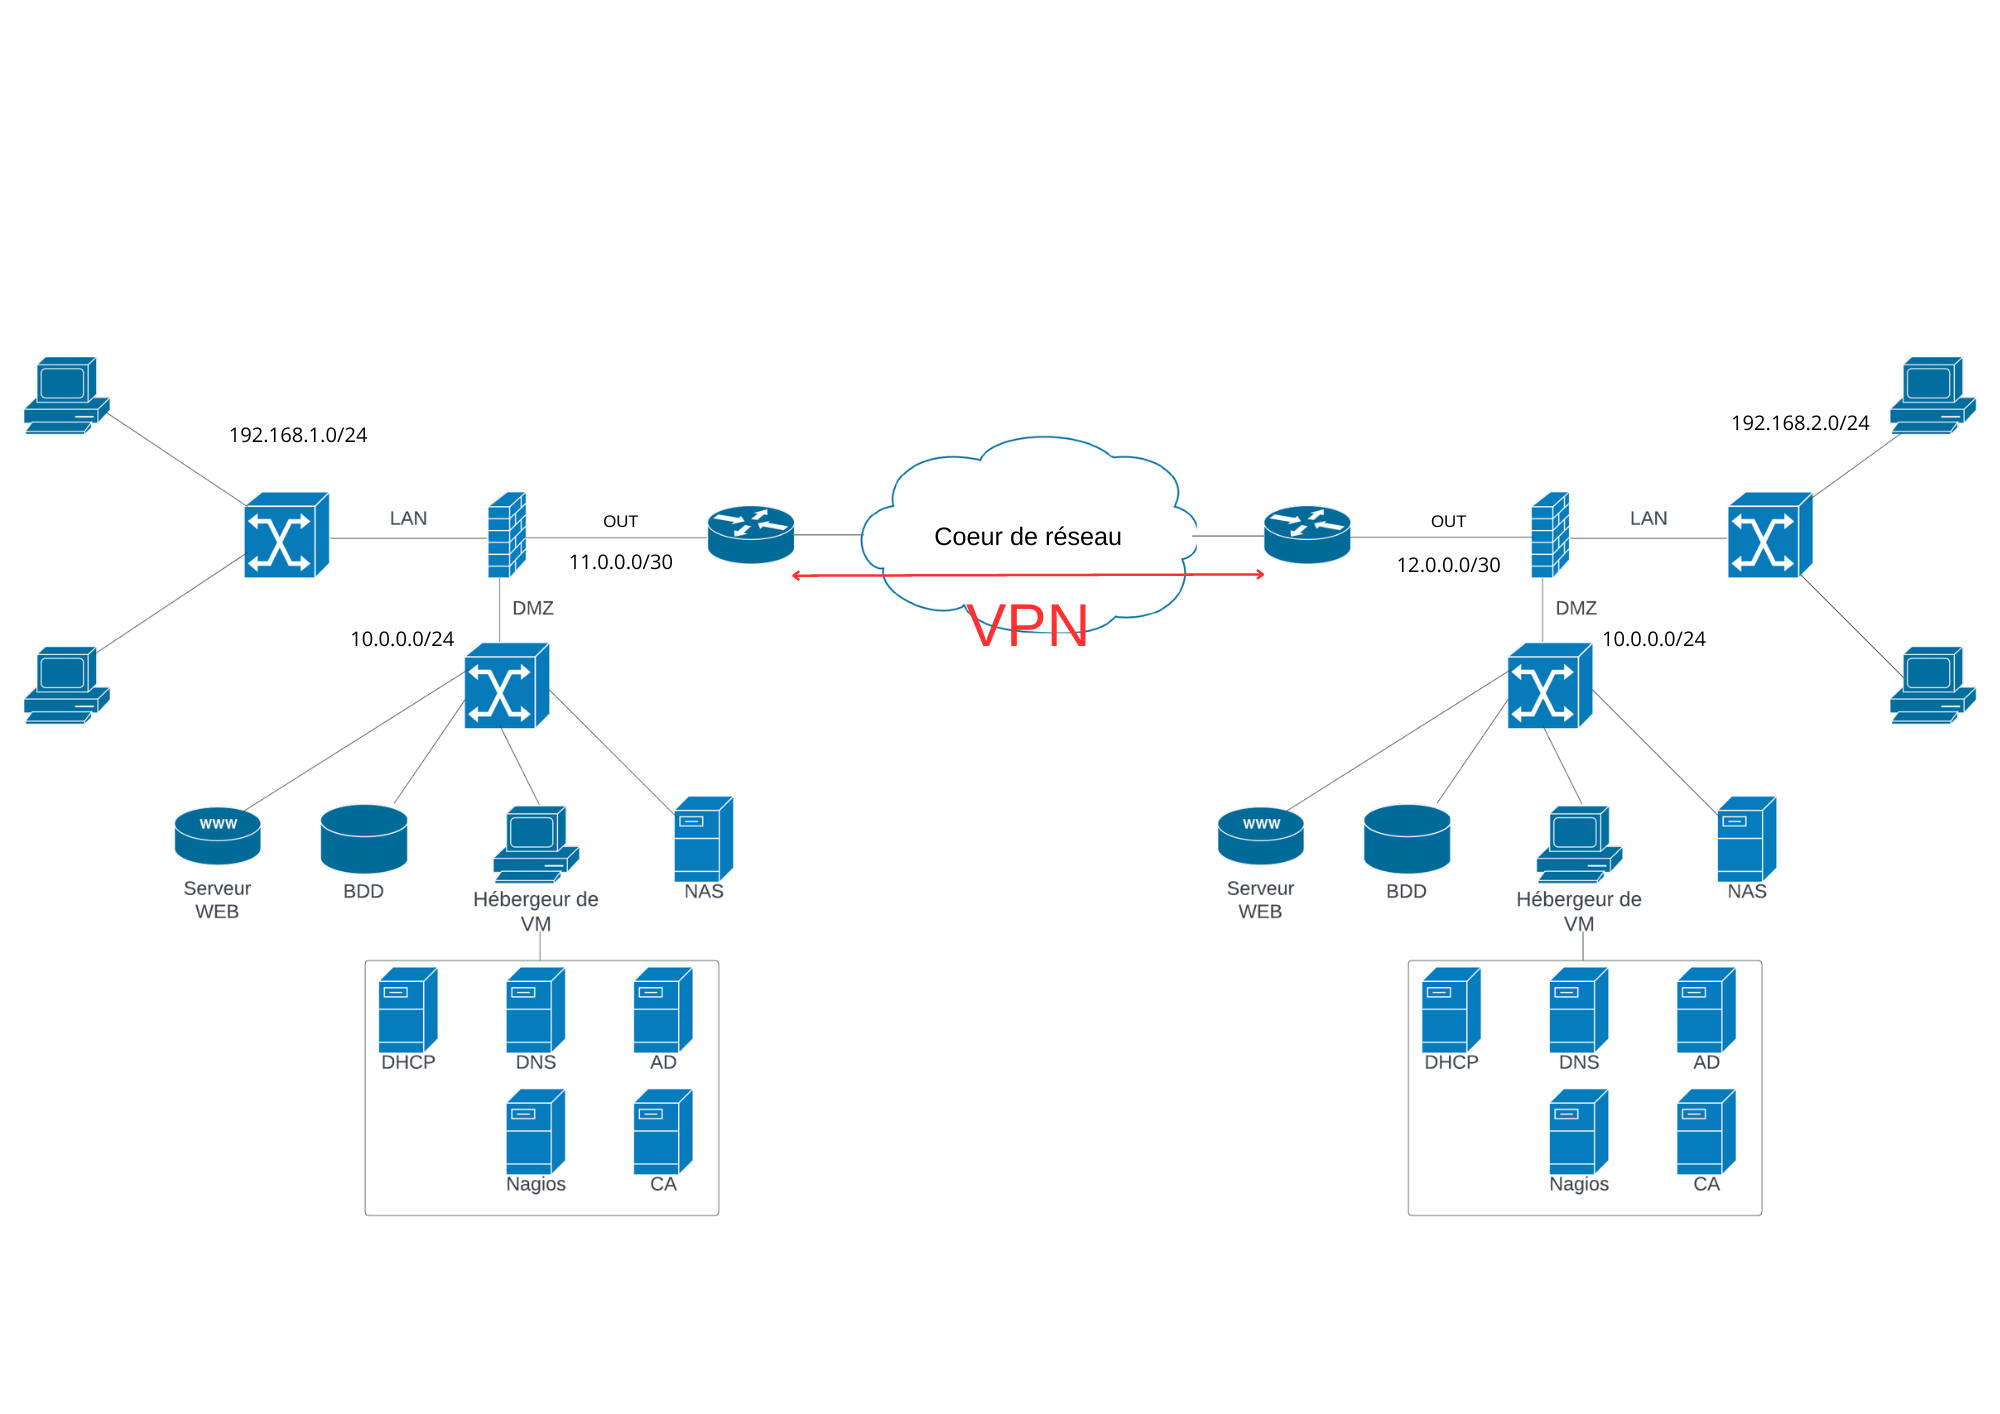 192.168.1.0/24
192.168.2.0/24
LAN
OUT
11.0.0.0/30
Coeur de réseau
OUT
12.0.0.0/30
LAN
VPN
DMZ
10.0.0.0/24
DMZ
10.0.0.0/24
www
Serveur
WEB
BDD
Hébergeur de
VM
NAS
www
Serveur
WEB
BDD
Hébergeur de
VM
NAS
DHCP
DNS
AD
Nagios
CA
DHCP
DNS
AD
Nagios
CA